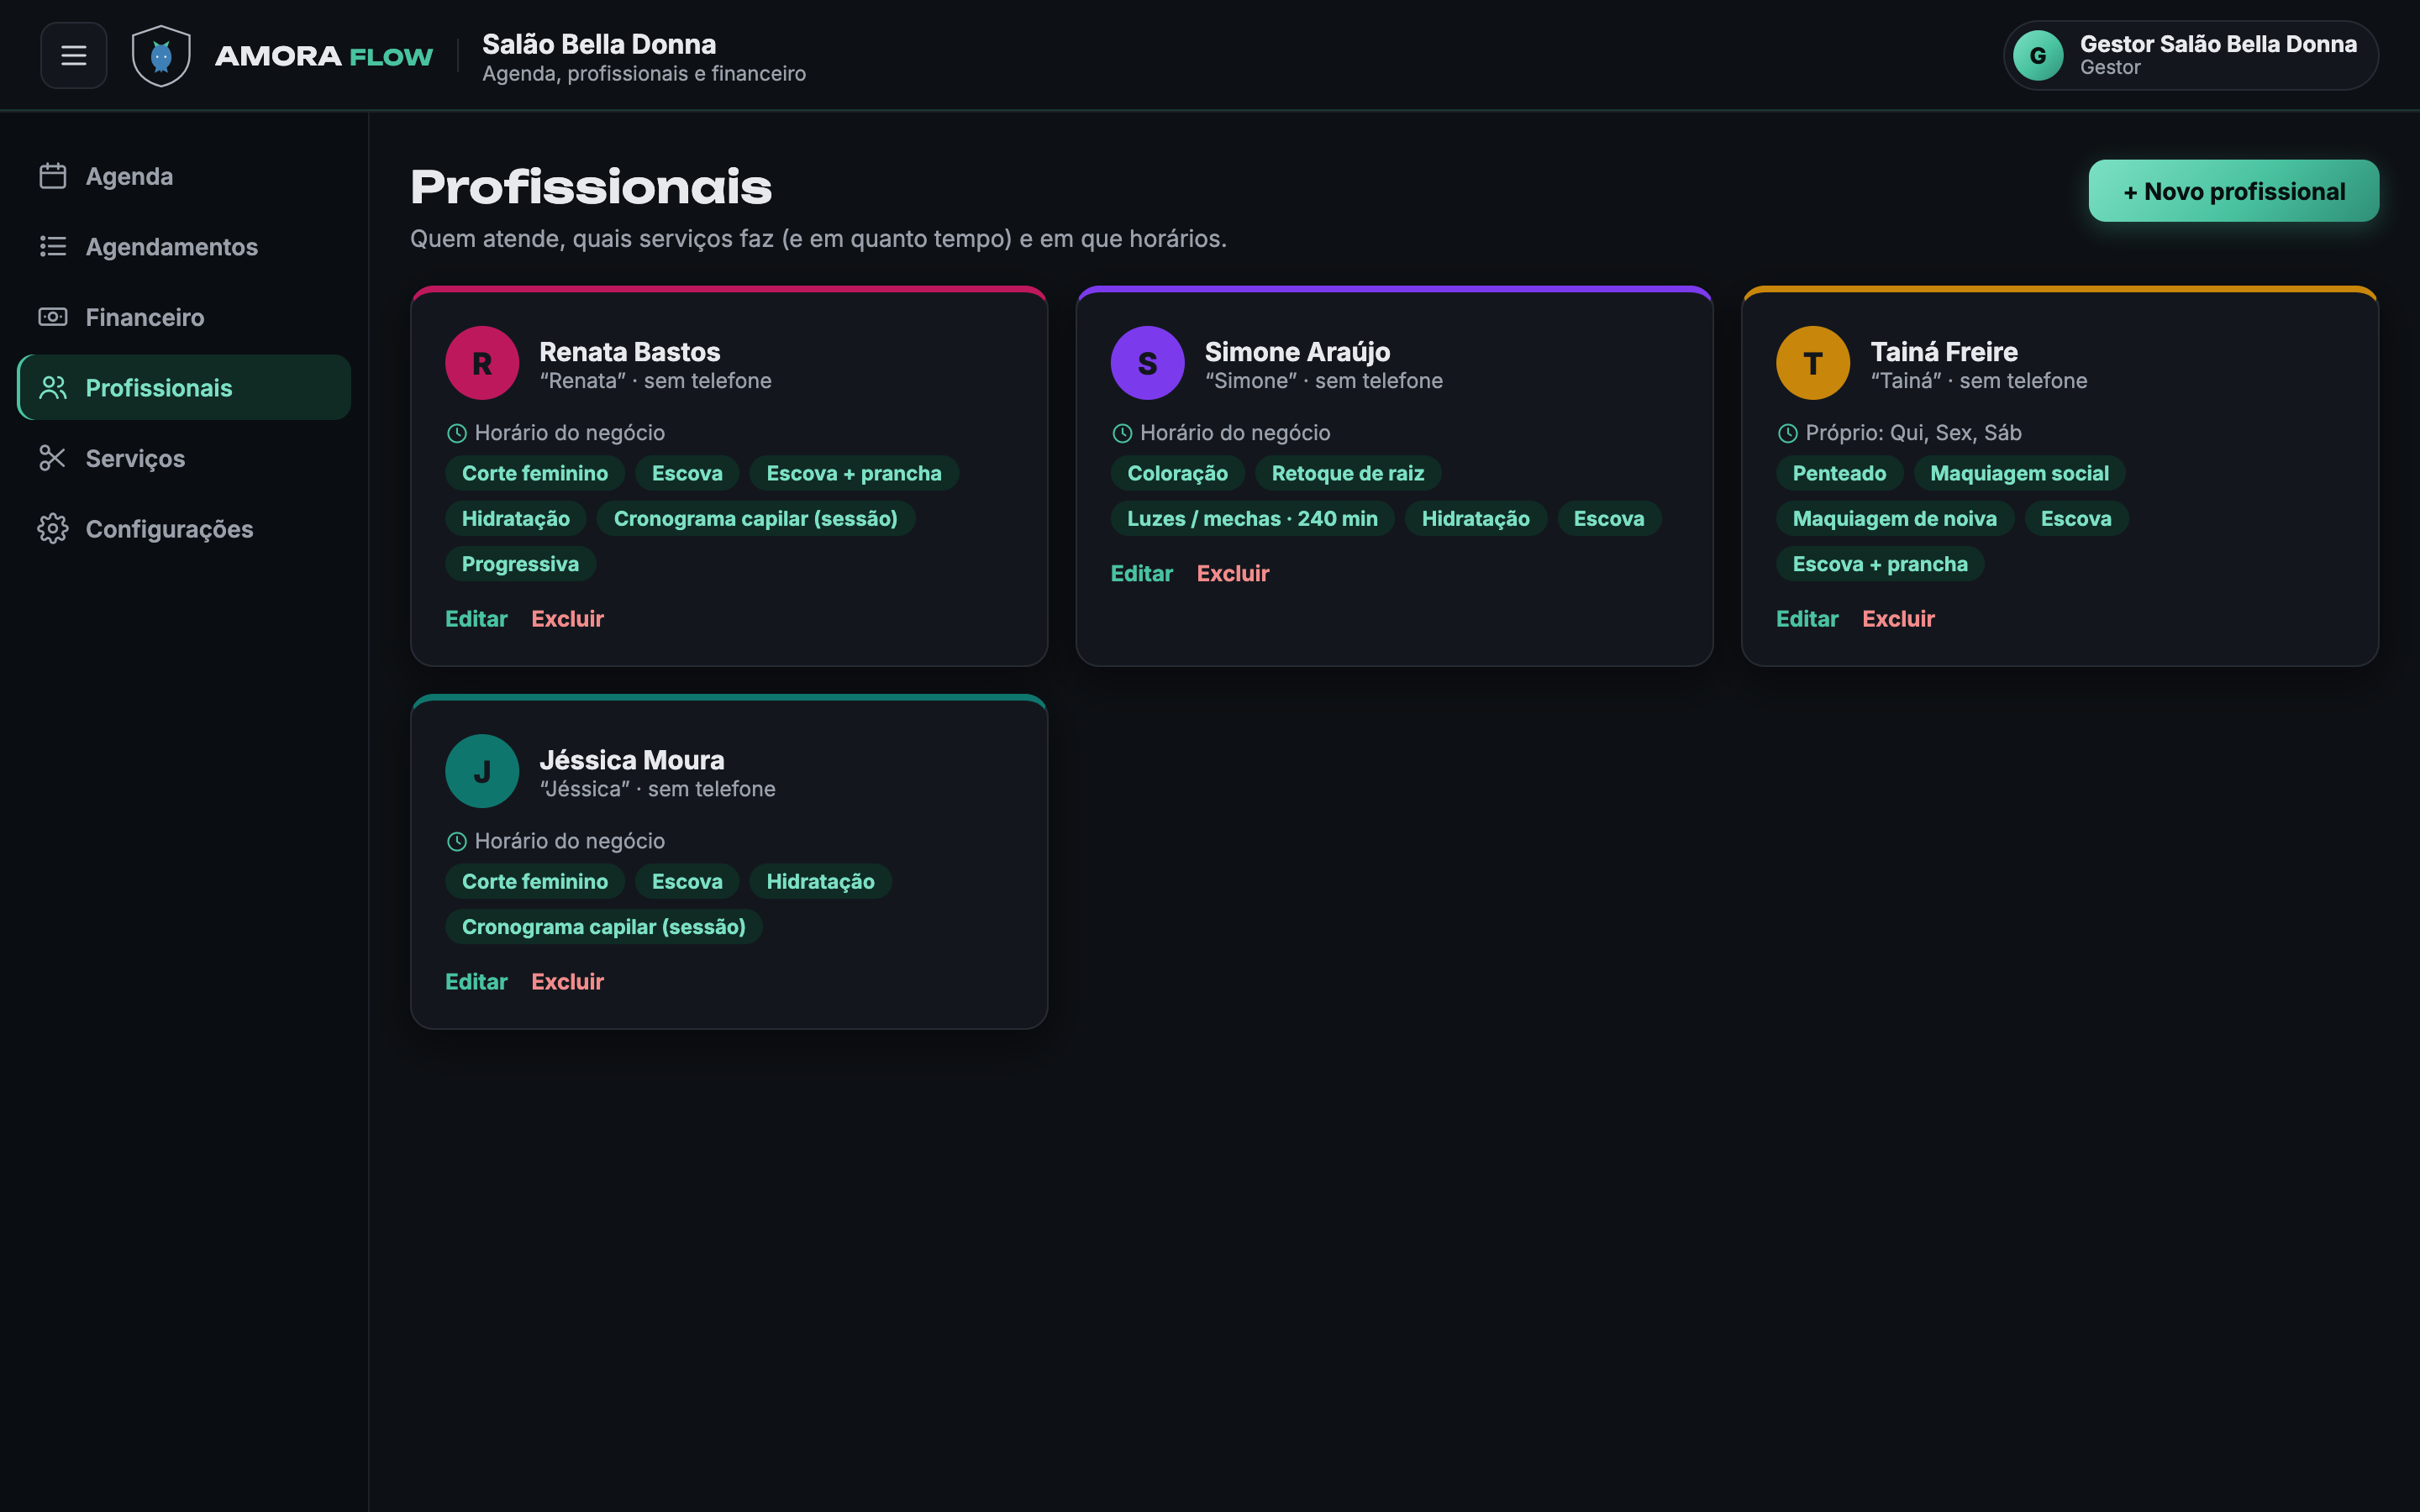 AMORA FLOW
Salão Bella Donna
Agenda, profissionais e financeiro
G
Gestor Salão Bella Donna
Gestor
Agenda
Agendamentos
Financeiro
Profissionais
Serviços
Configurações
Profissionais
Quem atende, quais serviços faz (e em quanto tempo) e em que horários.
+ Novo profissional
R
Renata Bastos
“Renata” · sem telefone
Horário do negócio
Corte feminino Escova Escova + prancha
Hidratação Cronograma capilar (sessão)
Progressiva
Editar Excluir
S
Simone Araújo
“Simone” · sem telefone
Horário do negócio
Coloração Retoque de raiz
Luzes / mechas · 240 min Hidratação Escova
Editar Excluir
T
Tainá Freire
“Tainá” · sem telefone
Próprio: Qui, Sex, Sáb
Penteado Maquiagem social
Maquiagem de noiva Escova
Escova + prancha
Editar Excluir
J
Jéssica Moura
“Jéssica” · sem telefone
Horário do negócio
Corte feminino Escova Hidratação
Cronograma capilar (sessão)
Editar Excluir